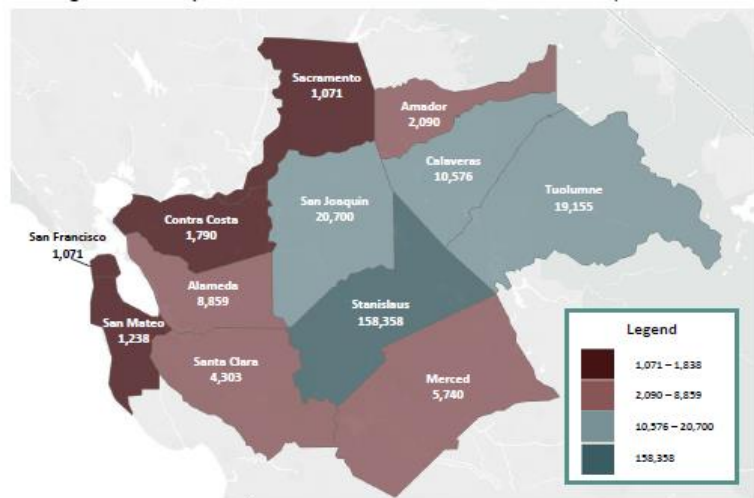 Sacramento
1,071
Amador
2,090
Calaveras
10,576
Tuolumne
19,155
San Joaquin
20,700
Contra Costa
1,790
San Francisco
1,071
Alameda
8,859
Stanislaus
158,358
San Mateo
1,238
Santa Clara
4,303
Merced
5,740
Legend
1,071 – 1,838
2,090 – 8,859
10,576 – 20,700
158,358